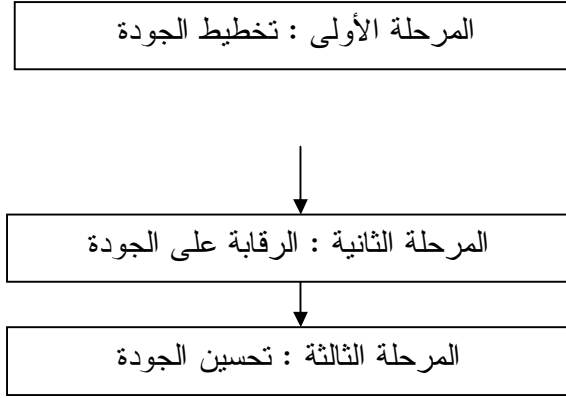 المرحلة الأولى : تخطيط الجودة
المرحلة الثانية : الرقابة على الجودة
المرحلة الثالثة : تحسين الجودة